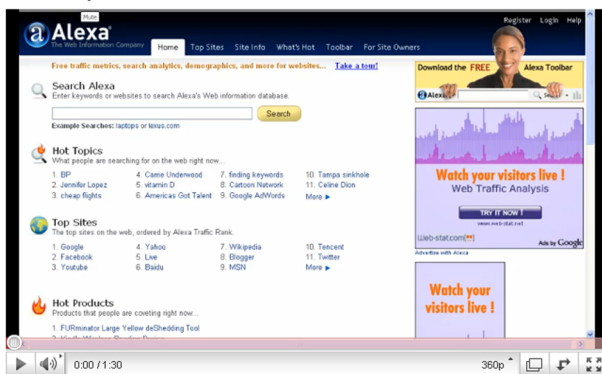 Mute
a Alexa
The Web Information Company
Home Top Sites Site Info What's Hot Toolbar For Site Owners
Register Login Help
Free traffic metrics, search analytics, demographics, and more for websites... Take a tour!
Search Alexa
Enter keywords or websites to search Alexa's Web information database.
Search
Example Searches: laptops or lexus.com
Hot Topics
What people are searching for on the web right now...
1. BP 4. Carrie Underwood 7. finding keywords 10. Tampa sinkhole
2. Jennifer Lopez 5. vitamin D 8. Cartoon Network 11. Celine Dion
3. cheap flights 6. Americas Got Talent 9. Google AdWords More
Top Sites
The top sites on the web, ordered by Alexa Traffic Rank.
1. Google 4. Yahoo 7. Wikipedia 10. Tencent
2. Facebook 5. Live 8. Blogger 11. Twitter
3. Youtube 6. Baidu 9. MSN More
Hot Products
Products that people are coveting right now...
1. FURminator Large Yellow deShedding Tool
Download the FREE Alexa Toolbar
a Alexa
Watch your visitors live !
Web Traffic Analysis
TRY IT NOW !
www.web-stat.net
Web-stat.com
Ads by Google
Advertise with Alexa
Watch your
visitors live !
0:00 / 1:30
360p